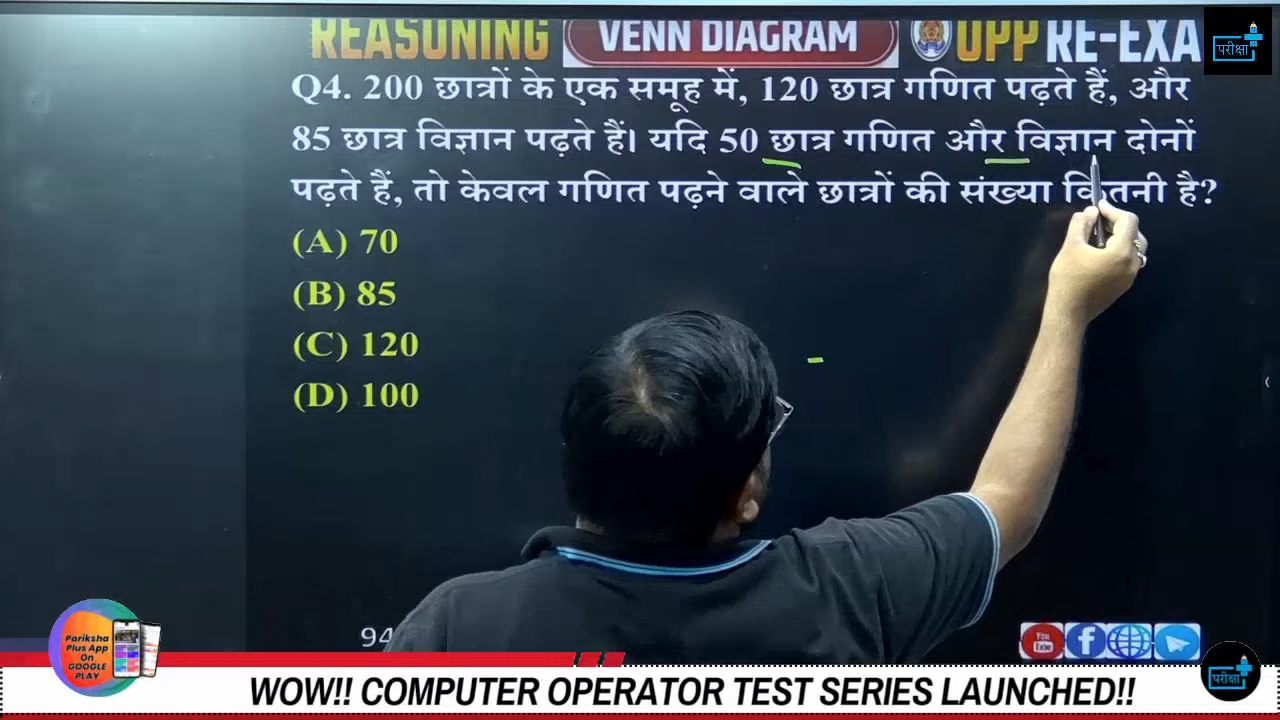 REASONING VENN DIAGRAM UPP RE-EXA
परीक्षा
Q4. 200 छात्रों के एक समूह में, 120 छात्र गणित पढ़ते हैं, और
85 छात्र विज्ञान पढ़ते हैं। यदि 50 छात्र गणित और विज्ञान दोनों
पढ़ते हैं, तो केवल गणित पढ़ने वाले छात्रों की संख्या कितनी है?
(A) 70
(B) 85
(C) 120
(D) 100
94
Pariksha
Plus App
On
GOOGLE
PLAY
You
Tube
परीक्षा
WOW!! COMPUTER OPERATOR TEST SERIES LAUNCHED!!